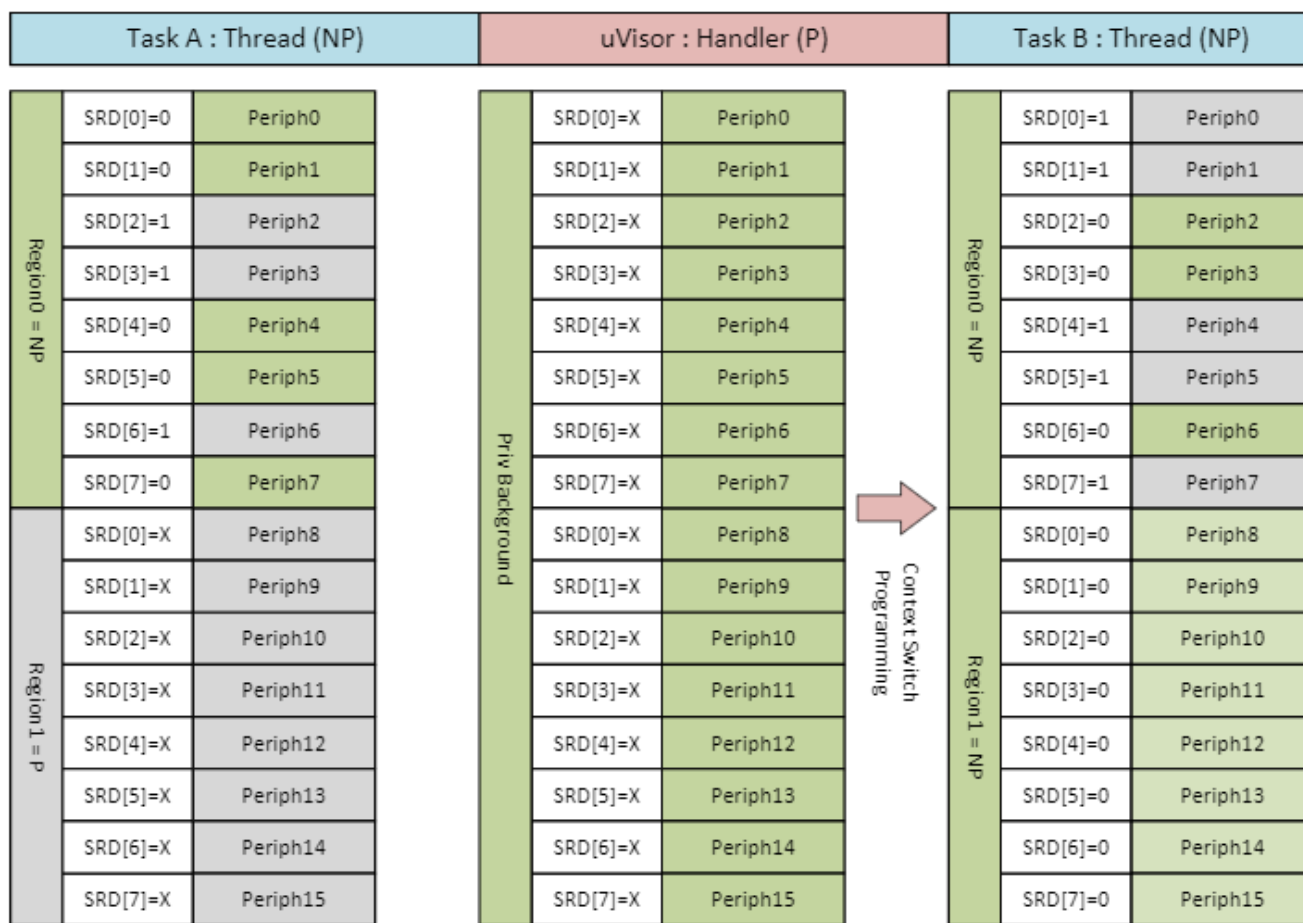 Task A : Thread (NP)
uVisor : Handler (P)
Task B : Thread (NP)
Region0 = NP
SRD[0]=0 Periph0
SRD[1]=0 Periph1
SRD[2]=1 Periph2
SRD[3]=1 Periph3
SRD[4]=0 Periph4
SRD[5]=0 Periph5
SRD[6]=1 Periph6
SRD[7]=0 Periph7
Region1 = P
SRD[0]=X Periph8
SRD[1]=X Periph9
SRD[2]=X Periph10
SRD[3]=X Periph11
SRD[4]=X Periph12
SRD[5]=X Periph13
SRD[6]=X Periph14
SRD[7]=X Periph15
Priv Background
SRD[0]=X Periph0
SRD[1]=X Periph1
SRD[2]=X Periph2
SRD[3]=X Periph3
SRD[4]=X Periph4
SRD[5]=X Periph5
SRD[6]=X Periph6
SRD[7]=X Periph7
SRD[0]=X Periph8
SRD[1]=X Periph9
SRD[2]=X Periph10
SRD[3]=X Periph11
SRD[4]=X Periph12
SRD[5]=X Periph13
SRD[6]=X Periph14
SRD[7]=X Periph15
Context Switch
Programming
Region0 = NP
SRD[0]=1 Periph0
SRD[1]=1 Periph1
SRD[2]=0 Periph2
SRD[3]=0 Periph3
SRD[4]=1 Periph4
SRD[5]=1 Periph5
SRD[6]=0 Periph6
SRD[7]=1 Periph7
Region1 = NP
SRD[0]=0 Periph8
SRD[1]=0 Periph9
SRD[2]=0 Periph10
SRD[3]=0 Periph11
SRD[4]=0 Periph12
SRD[5]=0 Periph13
SRD[6]=0 Periph14
SRD[7]=0 Periph15